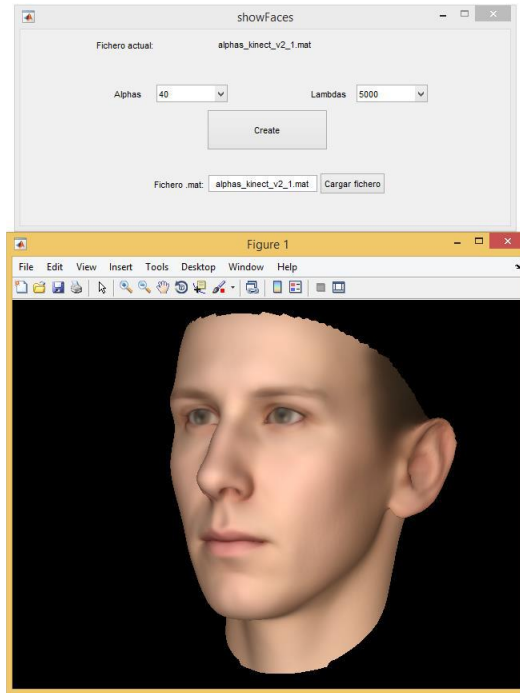 showFaces
Fichero actual: alphas_kinect_v2_1.mat
Alphas 40 Lambdas 5000
Create
Fichero .mat: alphas_kinect_v2_1.mat Cargar fichero
Figure 1
File Edit View Insert Tools Desktop Window Help